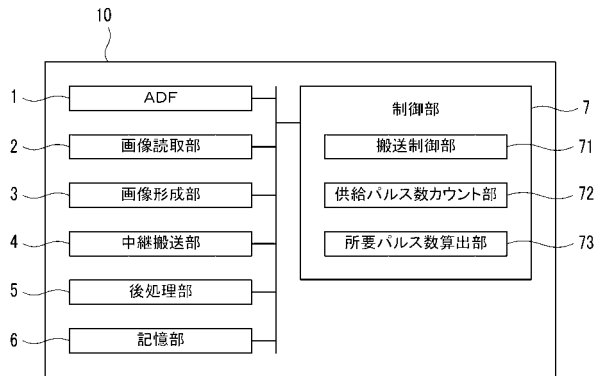 10
1 ADF
2 画像読取部
3 画像形成部
4 中継搬送部
5 後処理部
6 記憶部
制御部 7
搬送制御部 71
供給パルス数カウント部 72
所要パルス数算出部 73